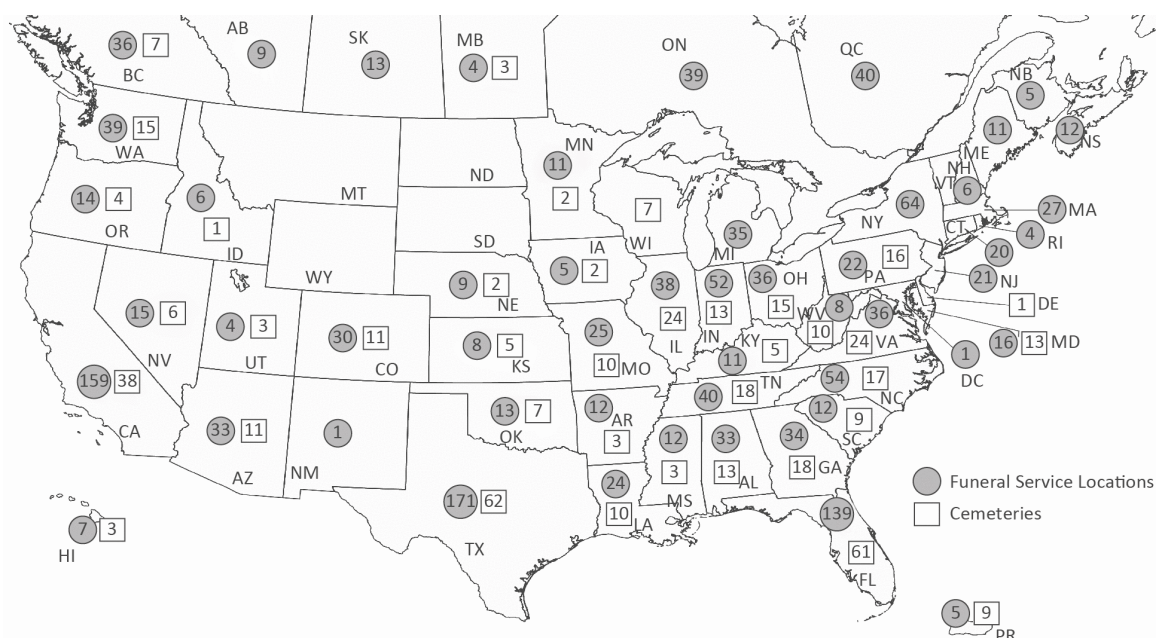 AB
SK
MB
ON
QC
36 7
9
13
4 3
39
40
BC
NB
5
39 15
WA
MN
11
11
12
NS
ME
NH
VT
6
14 4
OR
6
1
ID
MT
ND
2
7
WI
35
MI
64
NY
27 MA
CT
4
RI
20
SD
IA
5 2
WY
9 2
NE
38
24
IL
52
13
IN
36
OH
15
22
PA
16
21 NJ
1 DE
15 6
NV
4 3
UT
30 11
CO
8 5
KS
25
10 MO
WV
8
10
36
24 VA
16 13 MD
1
DC
KY
11
5
159 38
CA
33 11
AZ
1
NM
13 7
OK
12
AR
3
40
18
TN
54
17
NC
12
9
SC
12
3
MS
33
13
AL
34
18 GA
171 62
TX
24
10
LA
139
61
FL
7 3
HI
Funeral Service Locations
Cemeteries
5 9
PR